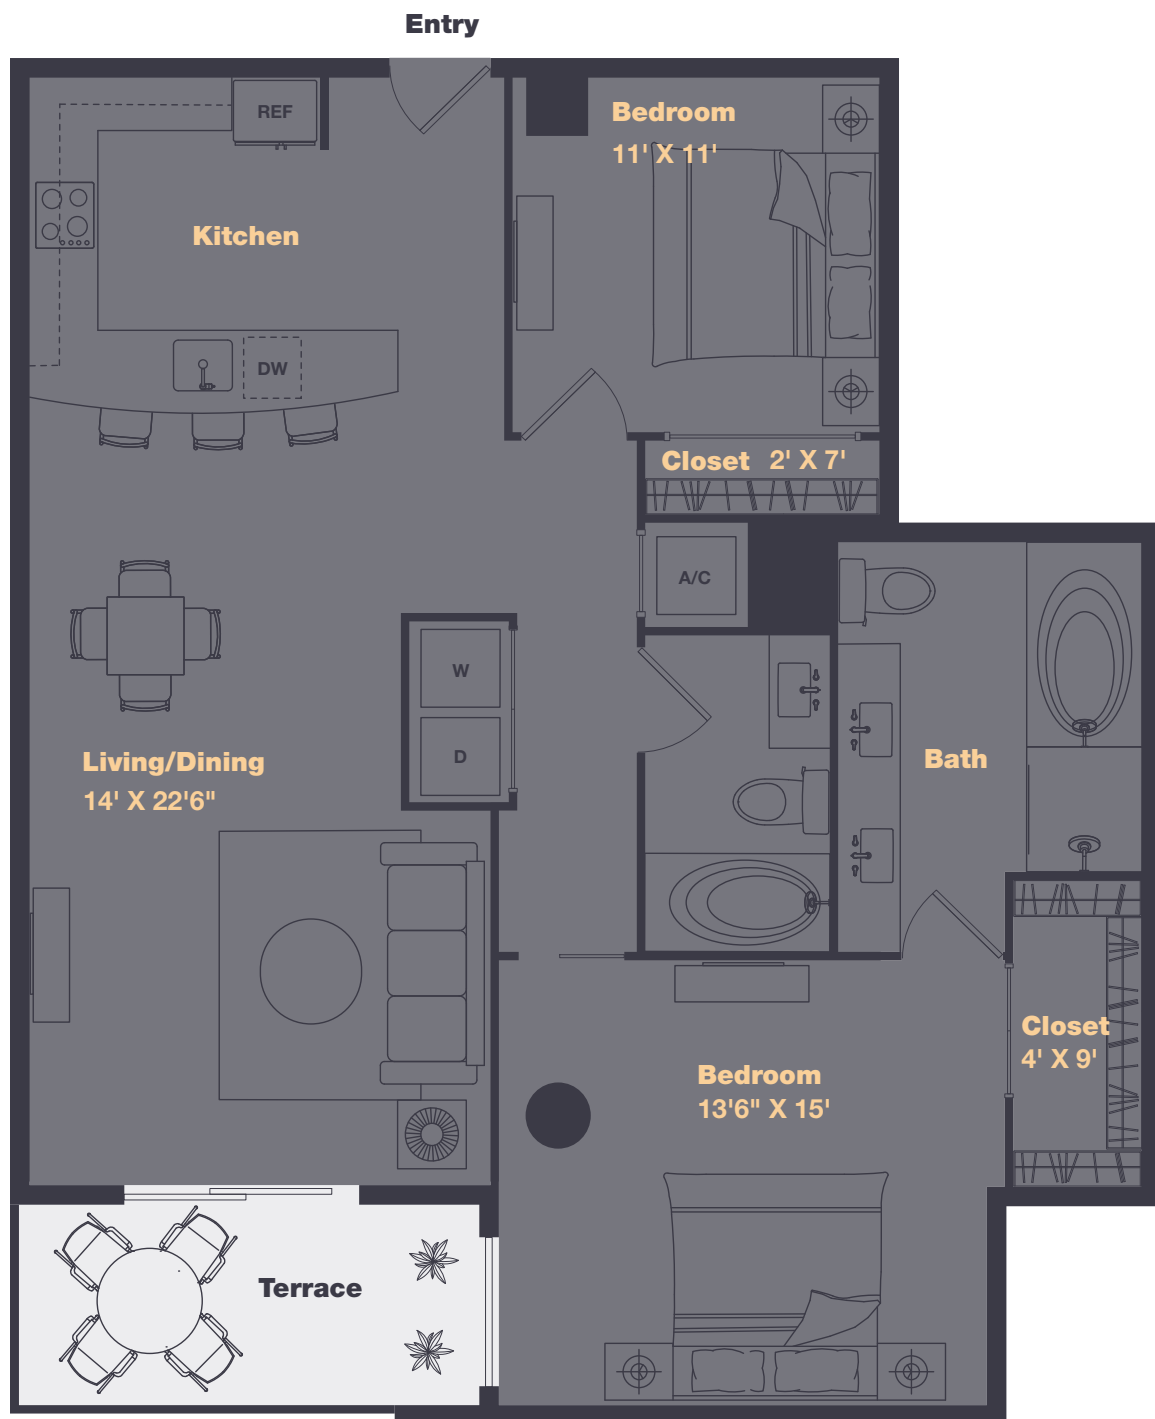 Entry
REF
Bedroom
11' X 11'
Kitchen
DW
Closet 2' X 7'
A/C
W
D
Living/Dining
14' X 22'6"
Bath
Closet
4' X 9'
Bedroom
13'6" X 15'
Terrace